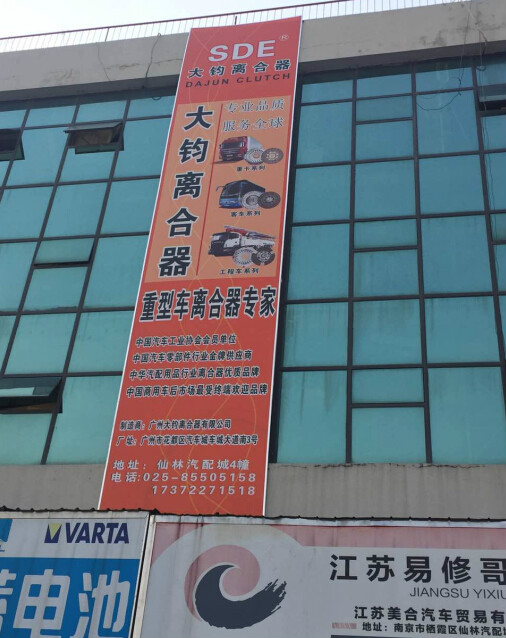 SDE®
大钧离合器
DAJUN CLUTCH
大钧离合器
专业品质
服务全球
重卡系列
客车系列
工程车系列
重型车离合器专家
中国汽车工业协会会员单位
中国汽车零部件行业金牌供应商
中华汽配用品行业离合器优质品牌
中国商用车后市场最受终端欢迎品牌
制造商:广州大钧离合器有限公司
厂址:广州市花都区汽车城车城大道南3号
地址:仙林汽配城4幢
电话:025-85505158
17372271518
VARTA
电池
江苏易修哥
JIANGSU YIXIU
江苏美合汽车贸易有
地址:南京市栖霞区仙林汽配